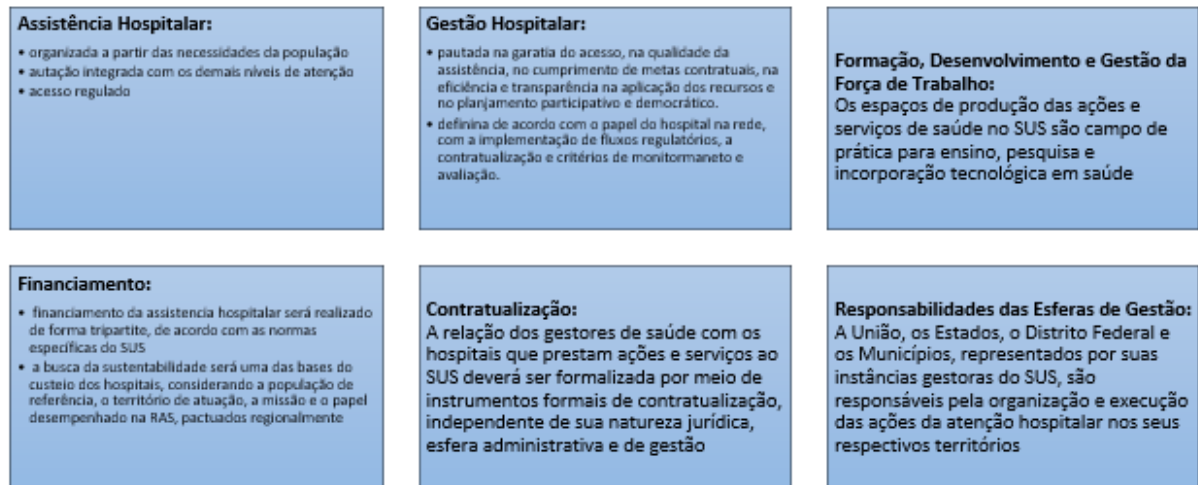 Assistência Hospitalar:
• organizada a partir das necessidades da população
• autação integrada com os demais níveis de atenção
• acesso regulado
Gestão Hospitalar:
• pautada na garatia do acesso, na qualidade da
assistência, no cumprimento de metas contratuais, na
eficiência e transparência na aplicação dos recursos e
no planjamento participativo e democrático.
• definina de acordo com o papel do hospital na rede,
com a implementação de fluxos regulatórios, a
contratualização e critérios de monitormaneto e
avaliação.
Formação, Desenvolvimento e Gestão da
Força de Trabalho:
Os espaços de produção das ações e
serviços de saúde no SUS são campo de
prática para ensino, pesquisa e
incorporação tecnológica em saúde
Financiamento:
• financiamento da assistencia hospitalar será realizado
de forma tripartite, de acordo com as normas
específicas do SUS
• a busca da sustentabilidade será uma das bases do
custeio dos hospitais, considerando a população de
referência, o território de atuação, a missão e o papel
desempenhado na RAS, pactuados regionalmente
Contratualização:
A relação dos gestores de saúde com os
hospitais que prestam ações e serviços ao
SUS deverá ser formalizada por meio de
instrumentos formais de contratualização,
independente de sua natureza jurídica,
esfera administrativa e de gestão
Responsabilidades das Esferas de Gestão:
A União, os Estados, o Distrito Federal e
os Municípios, representados por suas
instâncias gestoras do SUS, são
responsáveis pela organização e execução
das ações da atenção hospitalar nos seus
respectivos territórios